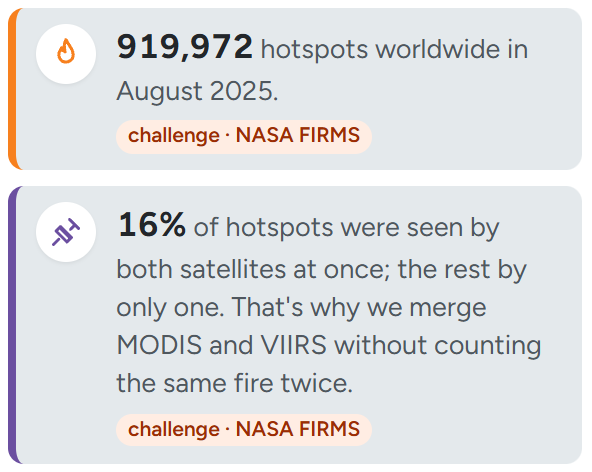 919,972 hotspots worldwide in
August 2025.
challenge · NASA FIRMS
16% of hotspots were seen by
both satellites at once; the rest by
only one. That's why we merge
MODIS and VIIRS without counting
the same fire twice.
challenge · NASA FIRMS